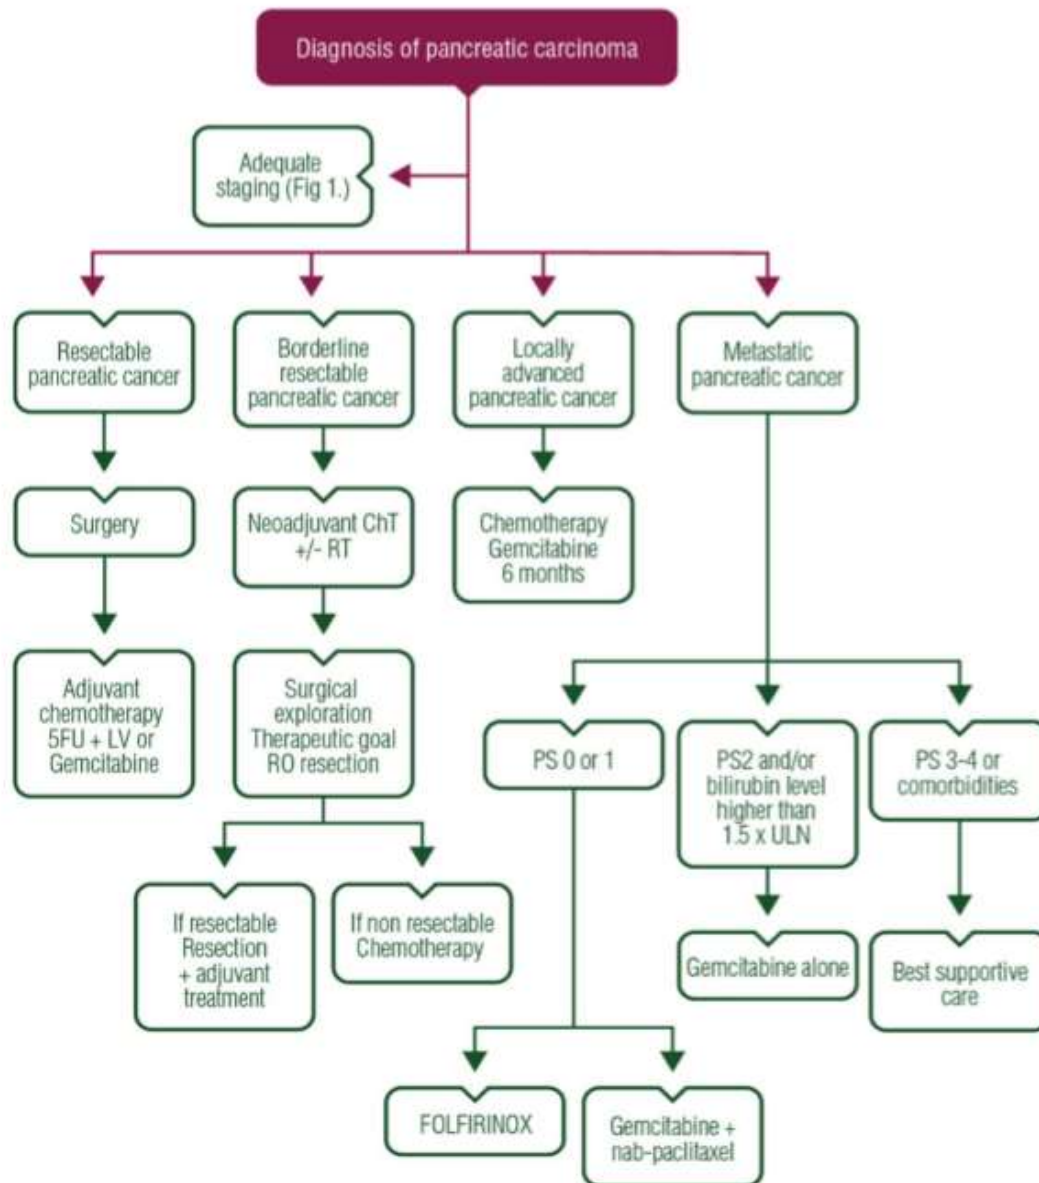 Diagnosis of pancreatic carcinoma
Adequate
staging (Fig 1.)
Resectable
pancreatic cancer
Borderline
resectable
pancreatic cancer
Locally
advanced
pancreatic cancer
Metastatic
pancreatic cancer
Surgery
Neoadjuvant ChT
+/- RT
Chemotherapy
Gemcitabine
6 months
Adjuvant
chemotherapy
5FU + LV or
Gemcitabine
Surgical
exploration
Therapeutic goal
RO resection
PS 0 or 1
PS2 and/or
bilirubin level
higher than
1.5 x ULN
PS 3-4 or
comorbidities
If resectable
Resection
+ adjuvant
treatment
If non resectable
Chemotherapy
Gemcitabine alone
Best supportive
care
FOLFIRINOX
Gemcitabine +
nab-paclitaxel